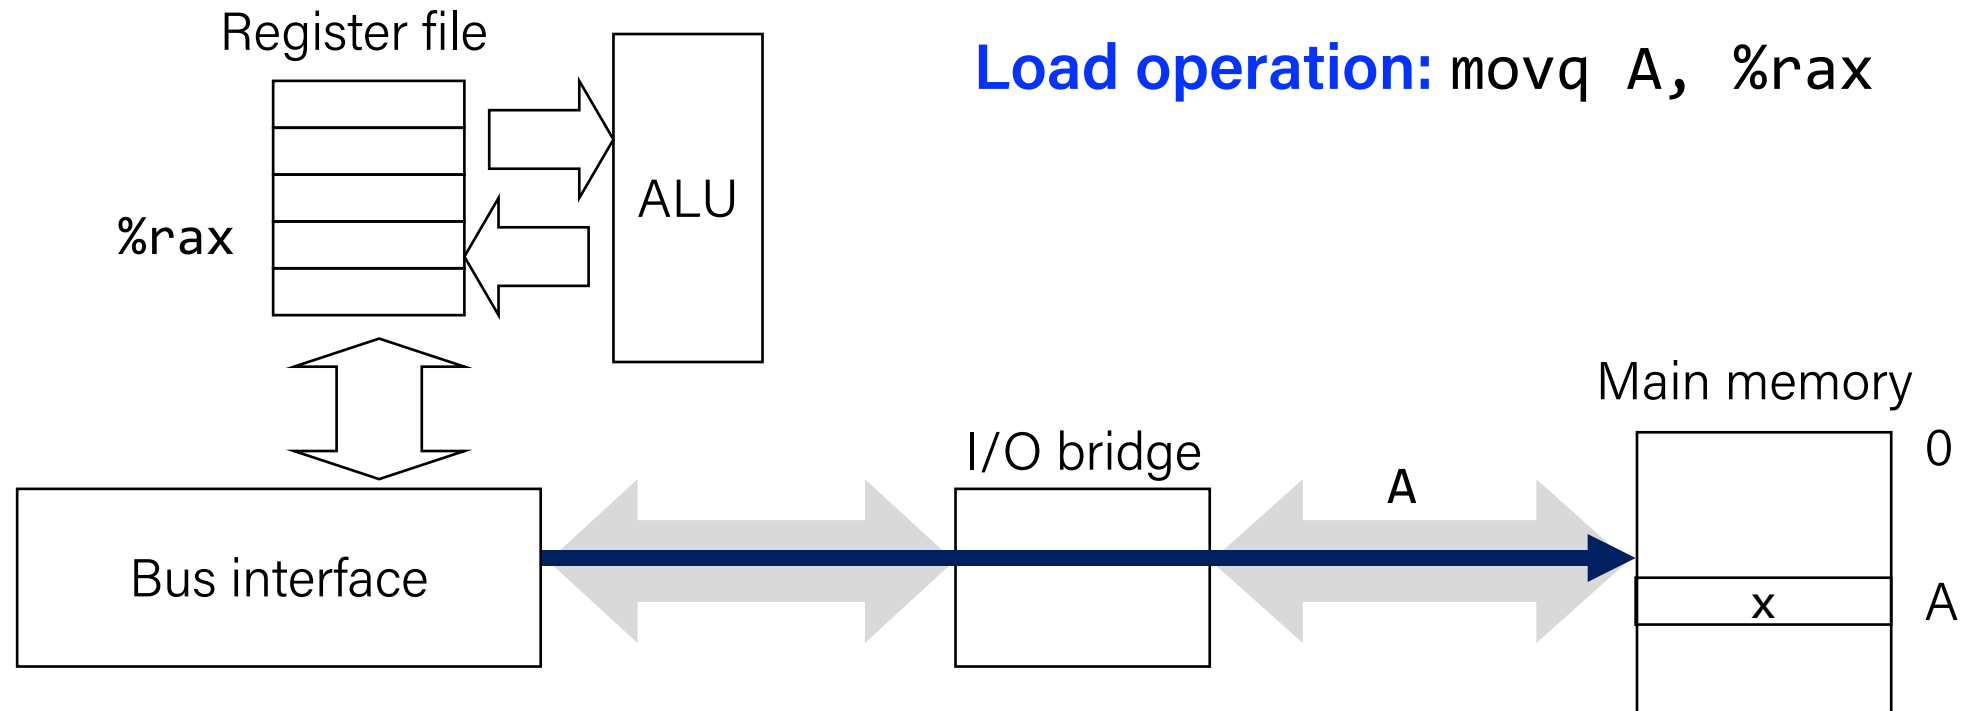 Register file
Load operation: movq A, %rax
ALU
%rax
Main memory
I/O bridge
0
A
Bus interface
x
A